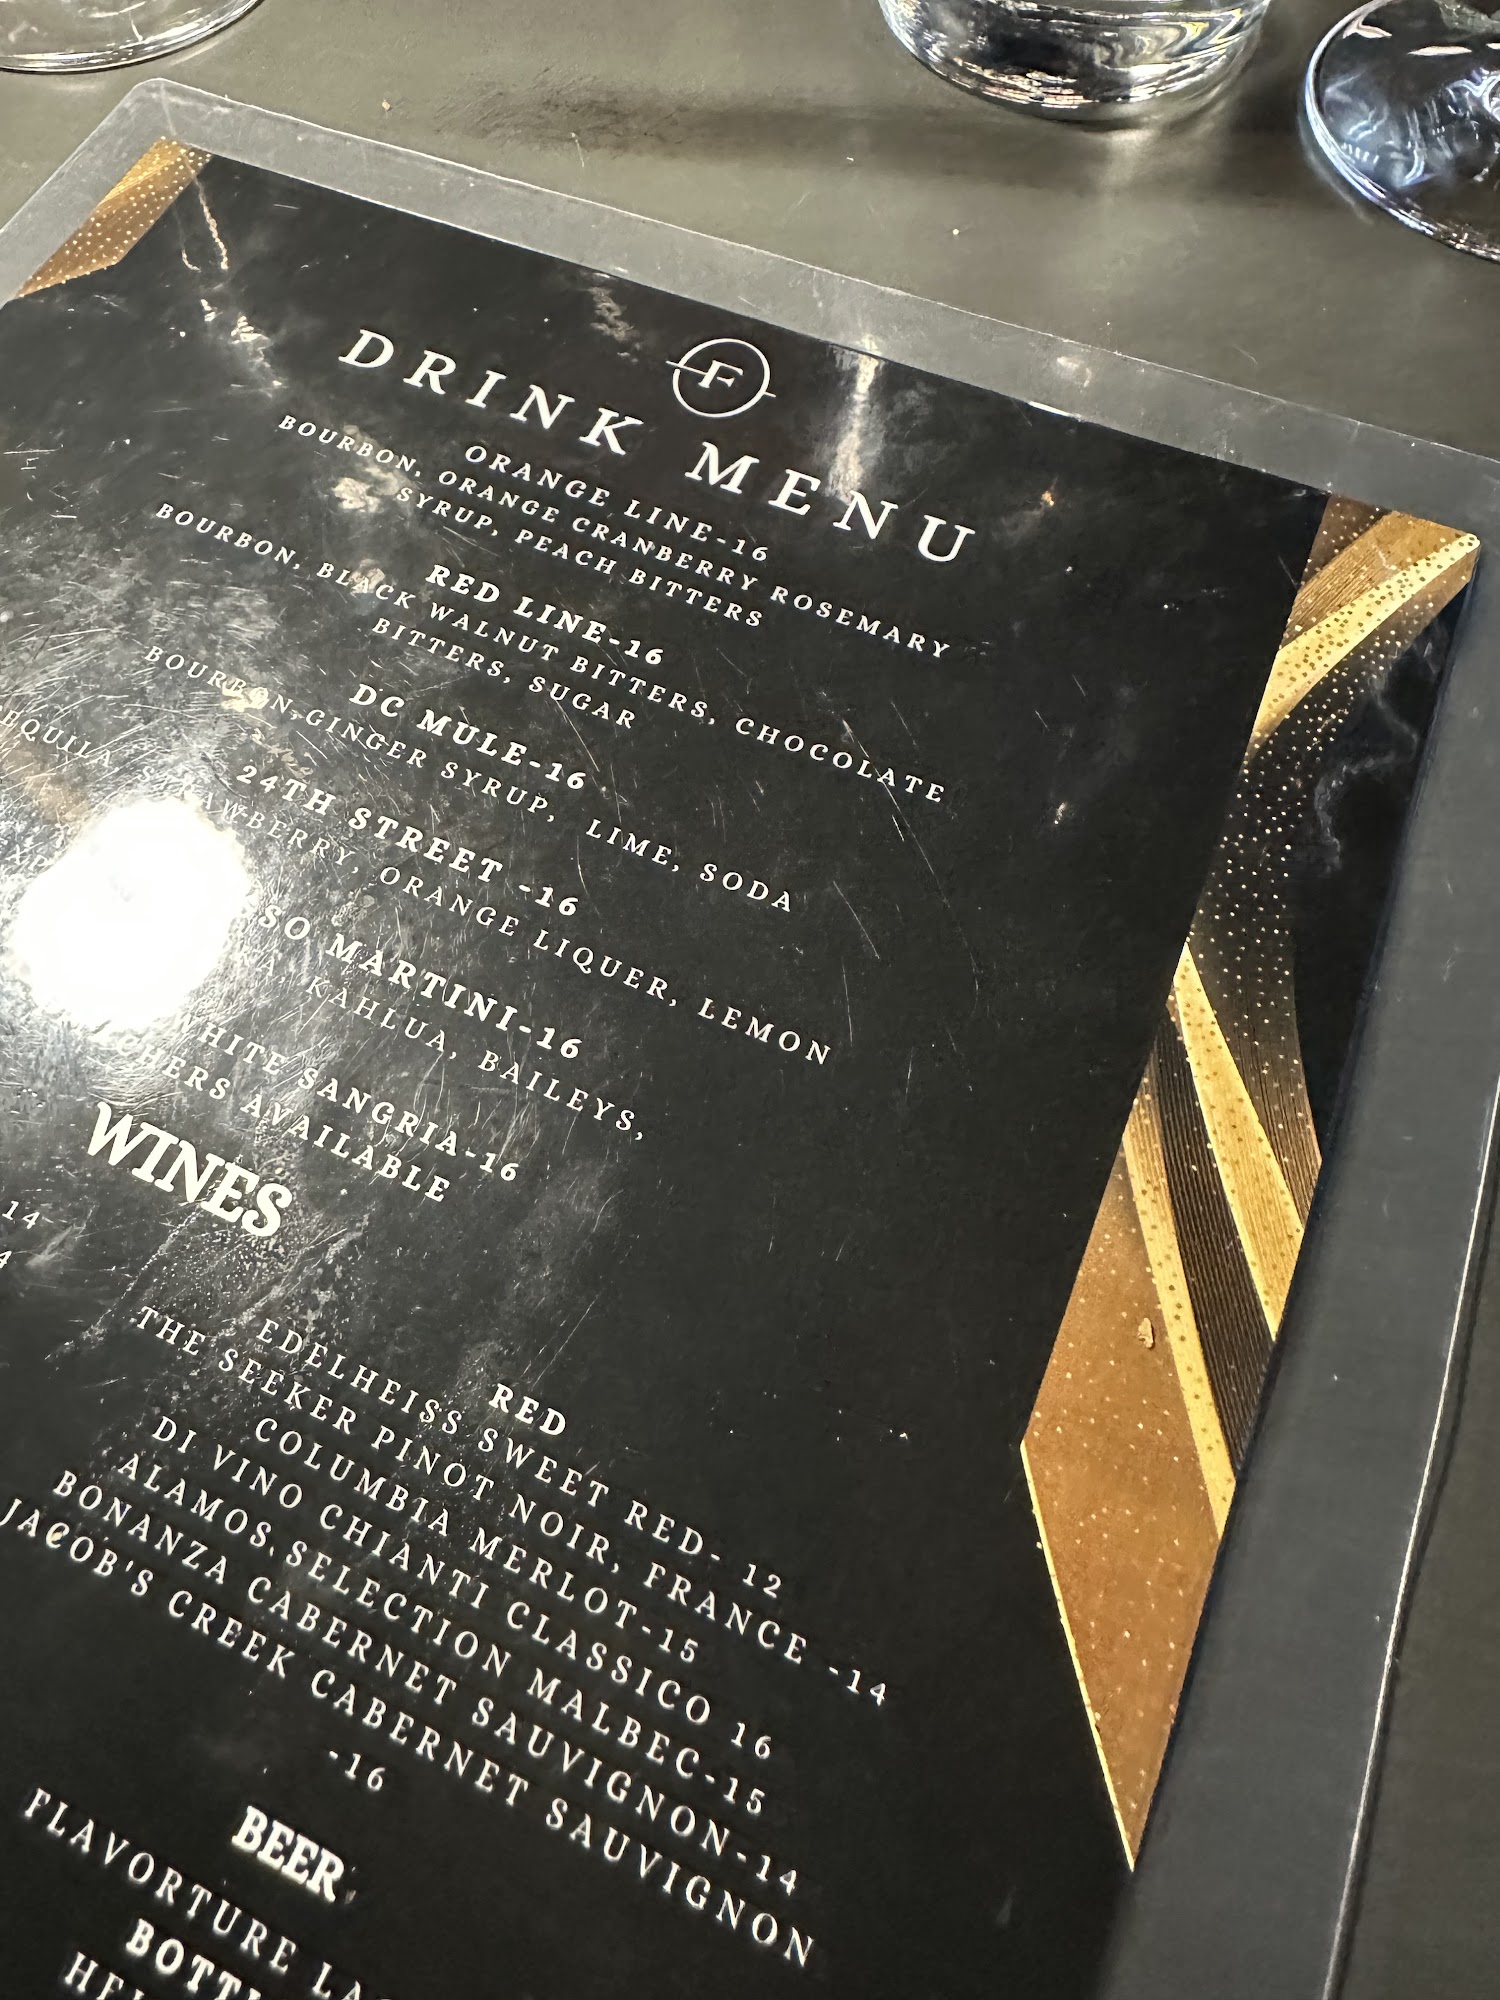 F
DRINK MENU
ORANGE LINE-16
BOURBON, ORANGE CRANBERRY ROSEMARY
SYRUP, PEACH BITTERS
RED LINE-16
BOURBON, BLACK WALNUT BITTERS, CHOCOLATE
BITTERS, SUGAR
DC MULE-16
BOURBON, GINGER SYRUP, LIME, SODA
24TH STREET -16
STRAWBERRY, ORANGE LIQUER, LEMON
MARTINI-16
KAHLUA, BAILEYS,
SANGRIA-16
AVAILABLE
WINES
14
4
RED
EDELHEISS SWEET RED- 12
THE SEEKER PINOT NOIR, FRANCE -14
COLUMBIA MERLOT-15
DI VINO CHIANTI CLASSICO 16
ALAMOS SELECTION MALBEC-15
BONANZA CABERNET SAUVIGNON-14
JACOB'S CREEK CABERNET SAUVIGNON
-16
BEER
FLAVORTURE